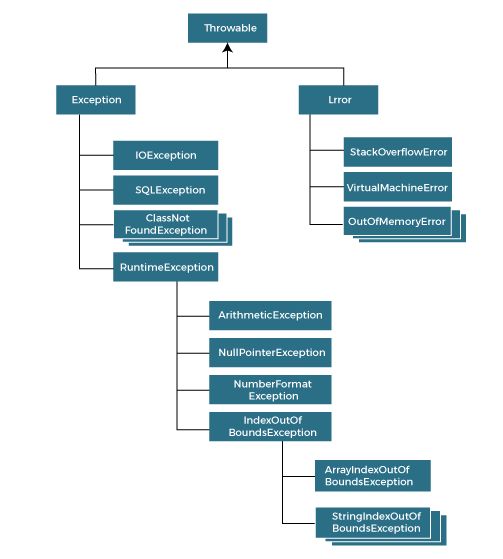 Throwable
Exception
Lrror
IOException
StackOverflowError
SQLException
VirtualMachineError
ClassNot
FoundException
OutOfMemoryError
RuntimeException
ArithmeticException
NullPointerException
NumberFormat
Exception
IndexOutOf
BoundsException
ArrayIndexOutOf
BoundsException
StringIndexOutOf
BoundsException